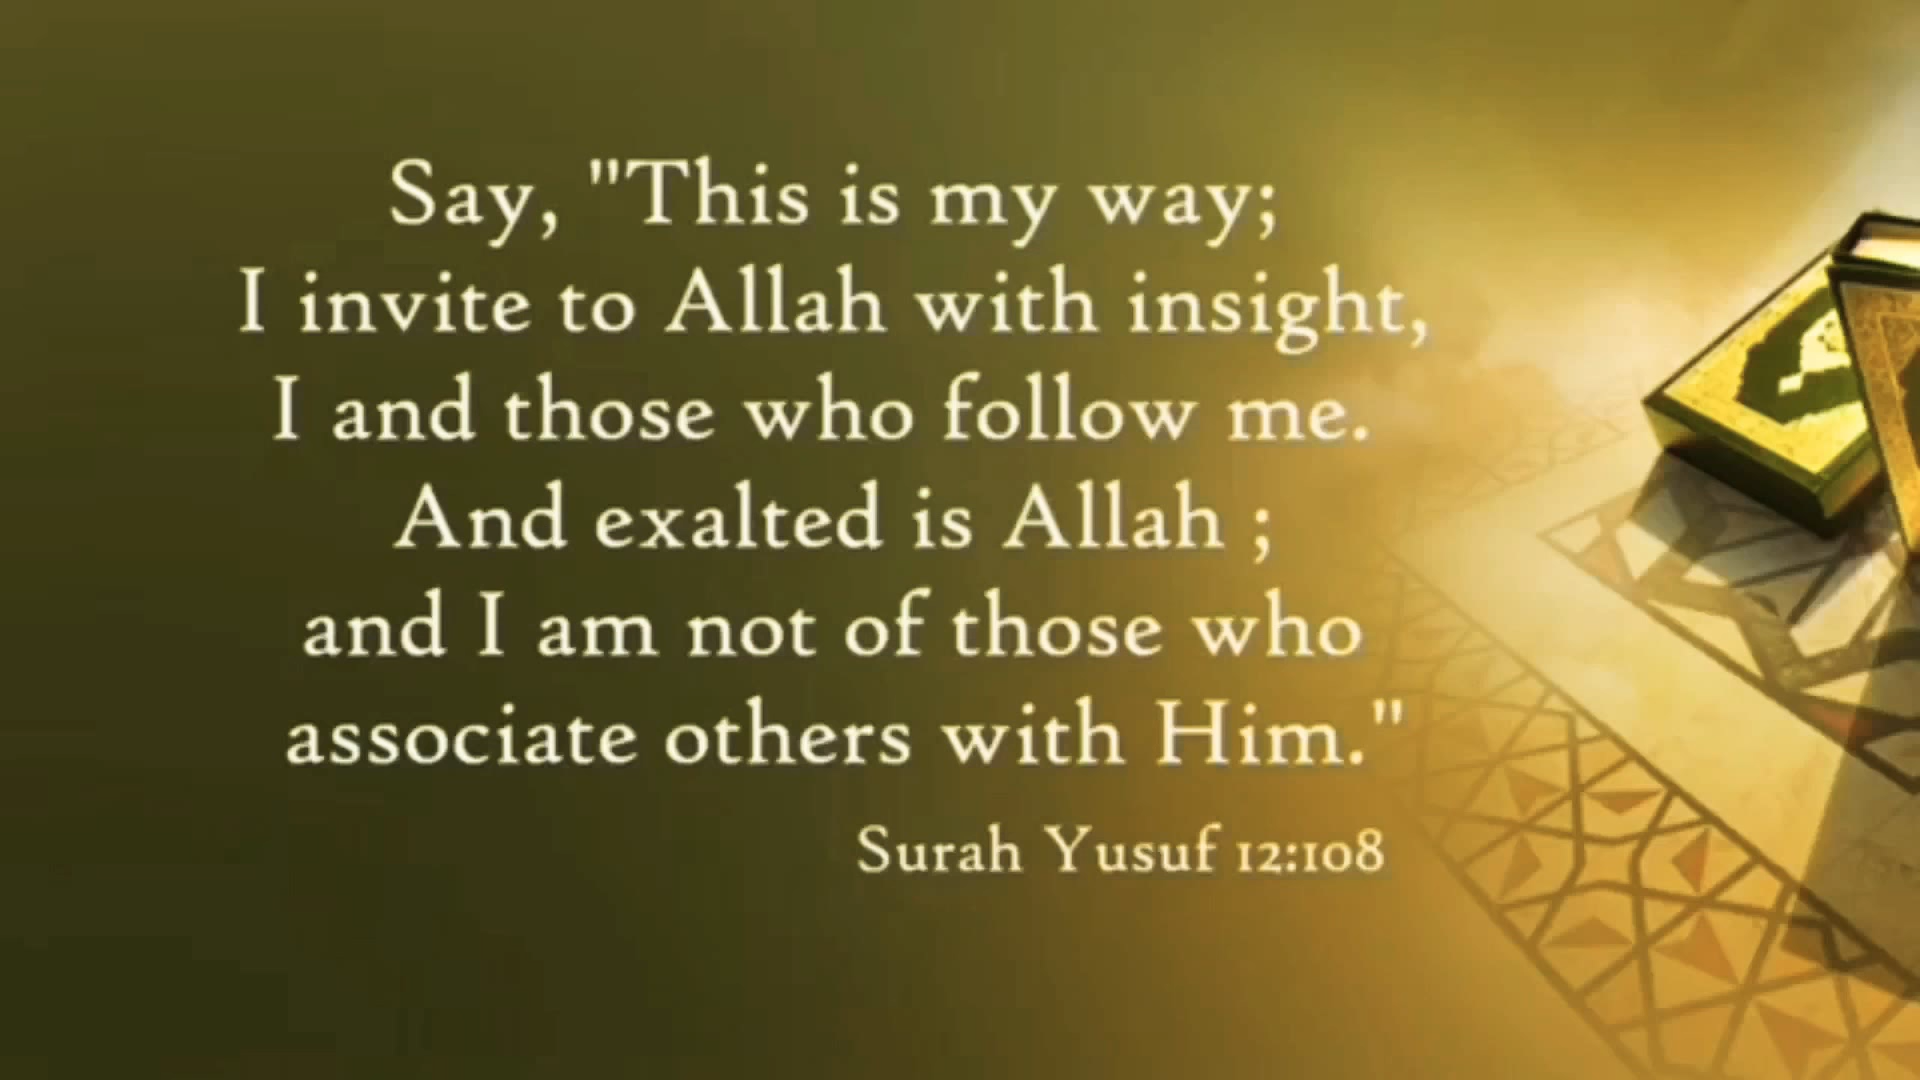 Say, "This is my way;
I invite to Allah with insight,
I and those who follow me.
And exalted is Allah ;
and I am not of those who
associate others with Him."
Surah Yusuf 12:108